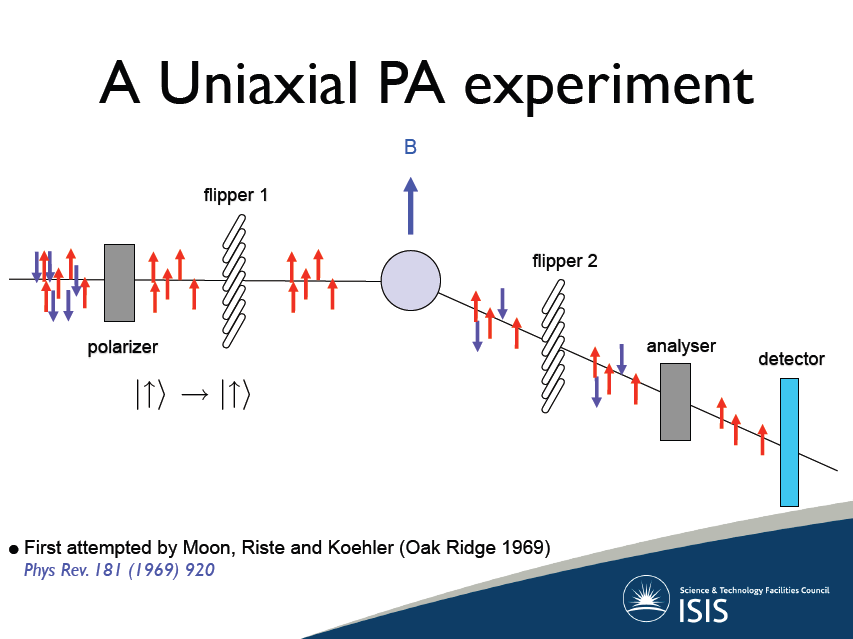 A Uniaxial PA experiment
B
flipper 1
flipper 2
polarizer
analyser
detector
|↑⟩ → |↑⟩
• First attempted by Moon, Riste and Koehler (Oak Ridge 1969)
Phys Rev. 181 (1969) 920
Science & Technology Facilities Council
ISIS